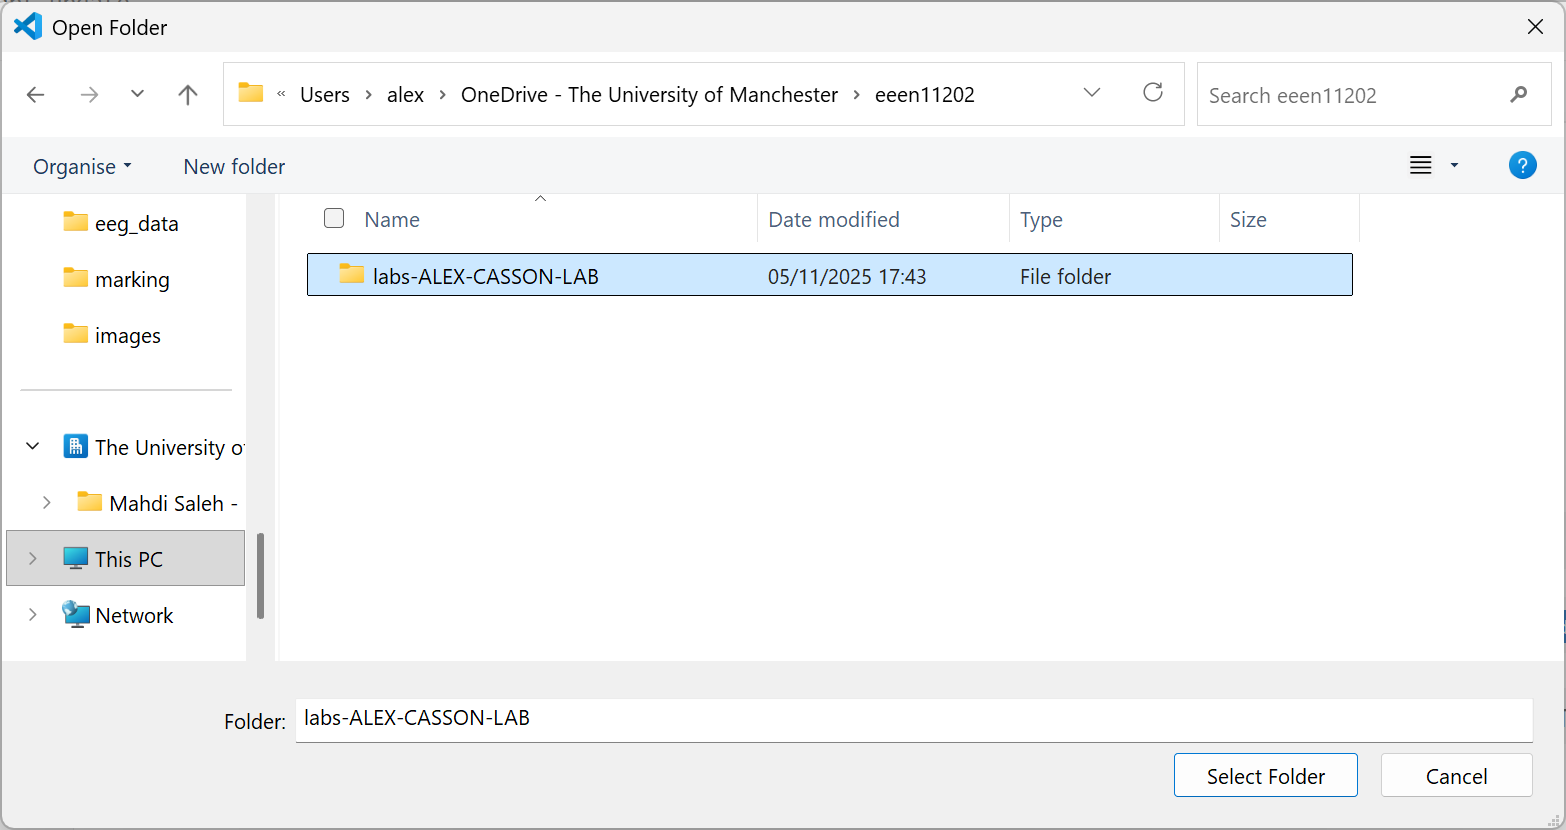 Open Folder
« Users › alex › OneDrive - The University of Manchester › eeen11202
Search eeen11202
Organise New folder
?
eeg_data
marking
images
The University of
Mahdi Saleh -
This PC
Network
Name Date modified Type Size
labs-ALEX-CASSON-LAB 05/11/2025 17:43 File folder
Folder: labs-ALEX-CASSON-LAB
Select Folder Cancel